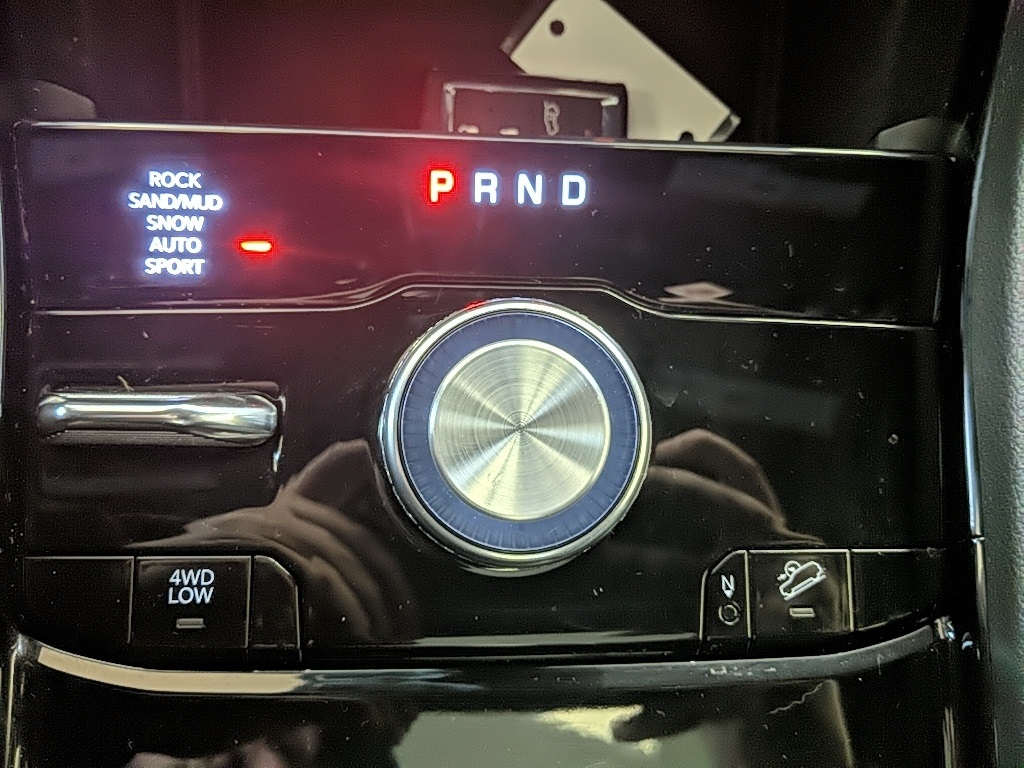 ROCK
SAND/MUD
SNOW
AUTO
SPORT
P R N D
4WD
LOW
N